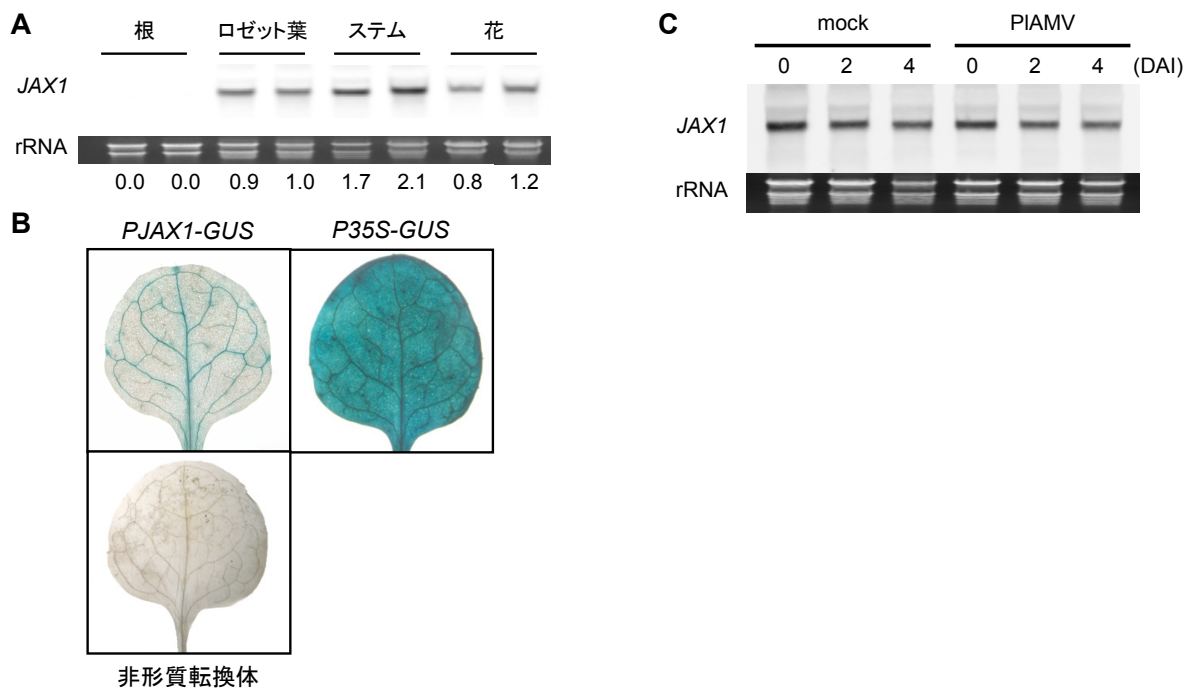 A
根 ロゼット葉 ステム 花
JAX1
rRNA
0.0 0.0 0.9 1.0 1.7 2.1 0.8 1.2
B
PJAX1-GUS P35S-GUS
非形質転換体
C
mock PlAMV
0 2 4 0 2 4 (DAI)
JAX1
rRNA